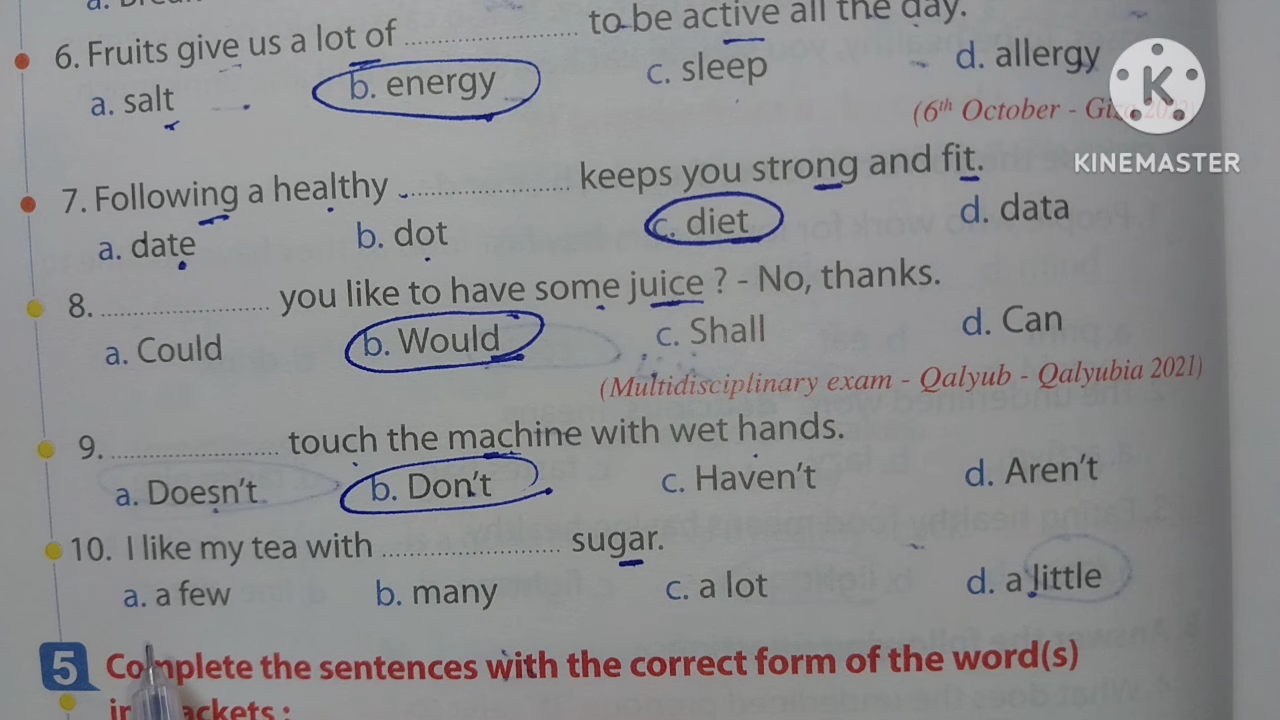 6. Fruits give us a lot of .............................. to be active all the day.
a. salt b. energy c. sleep d. allergy
(6th October - Giza 2021)
K
KINEMASTER
7. Following a healthy .............................. keeps you strong and fit.
a. date b. dot c. diet d. data
8. .............................. you like to have some juice ? - No, thanks.
a. Could b. Would c. Shall d. Can
(Multidisciplinary exam - Qalyub - Qalyubia 2021)
9. .............................. touch the machine with wet hands.
a. Doesn't b. Don't c. Haven't d. Aren't
10. I like my tea with .............................. sugar.
a. a few b. many c. a lot d. a little
5 Complete the sentences with the correct form of the word(s)